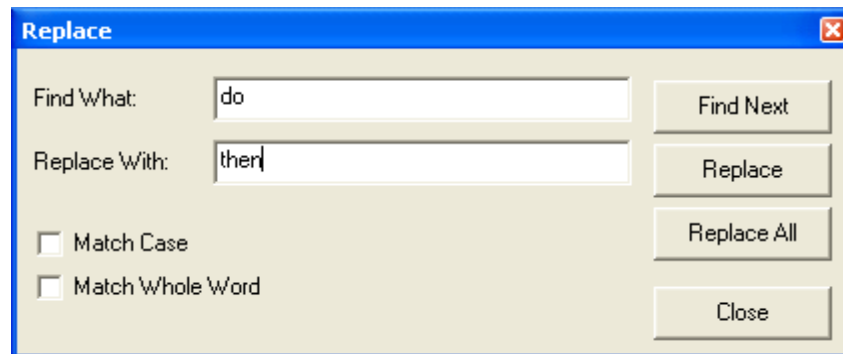 Replace
Find What: do
Find Next
Replace With: then
Replace
Match Case
Replace All
Match Whole Word
Close